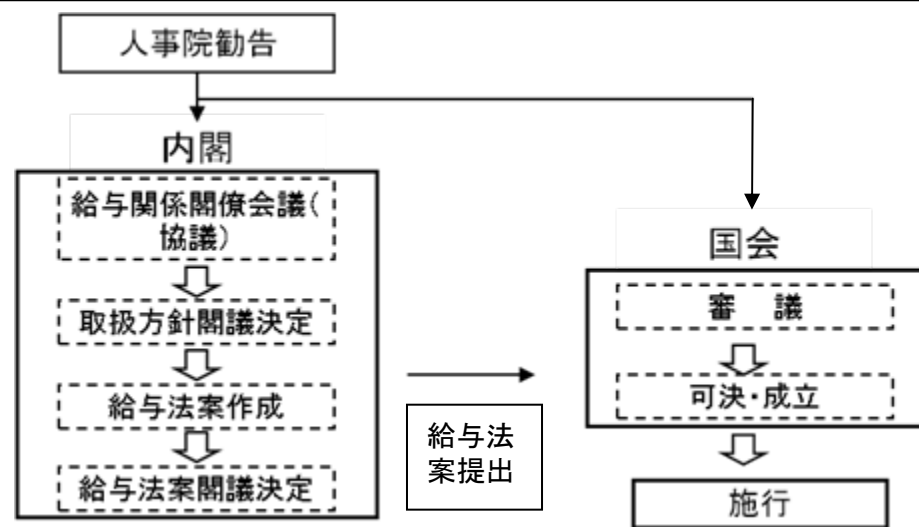 人事院勧告
内閣
給与関係閣僚会議(
協議)
取扱方針閣議決定
給与法案作成
給与法案閣議決定
給与法
案提出
国会
審　議
可決・成立
施行